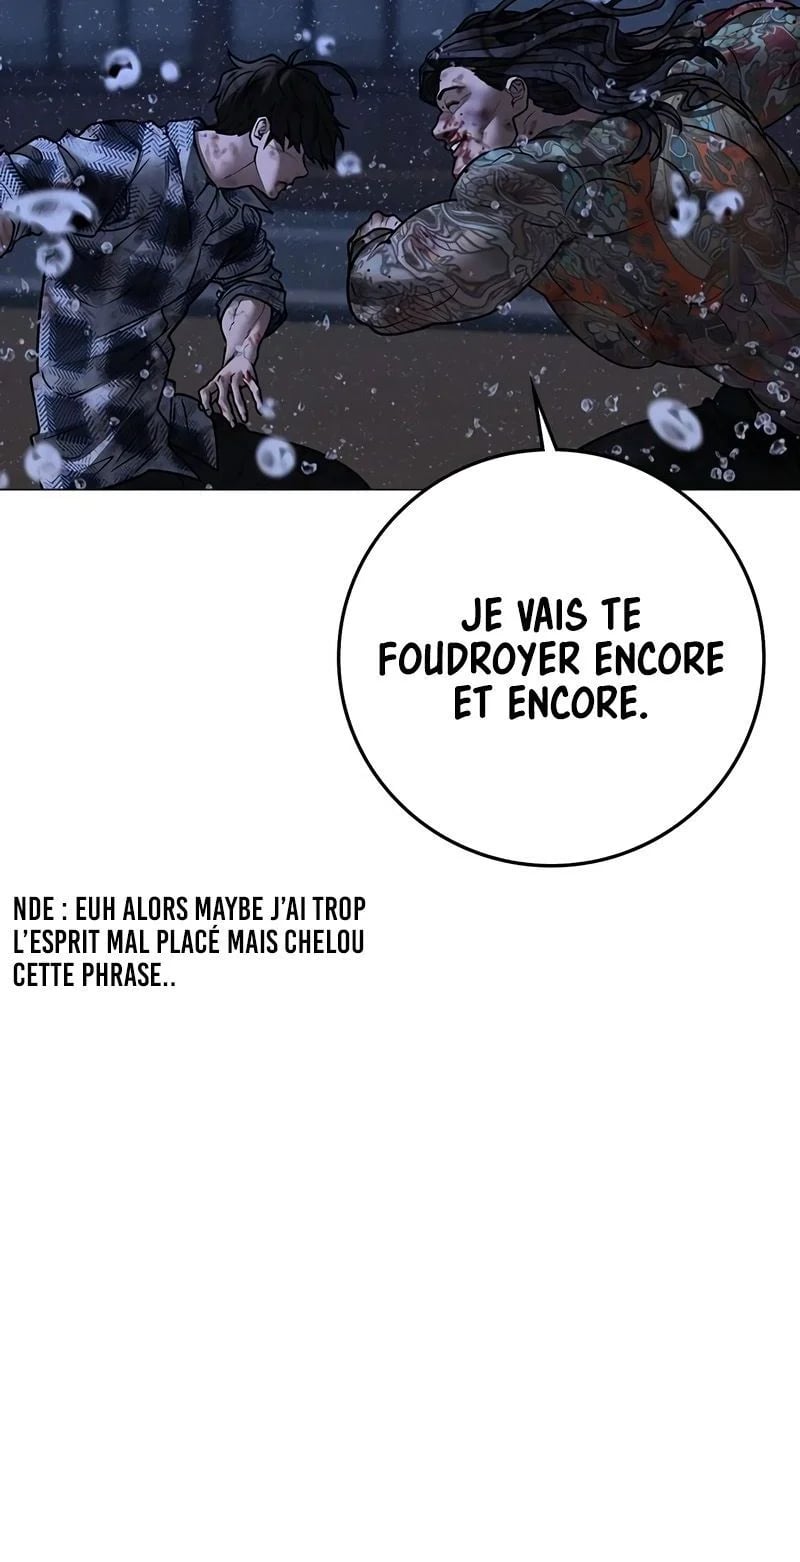 JE VAIS TE
FOUDROYER ENCORE
ET ENCORE.
NDE : EUH ALORS MAYBE J'AI TROP
L'ESPRIT MAL PLACÉ MAIS CHELOU
CETTE PHRASE..